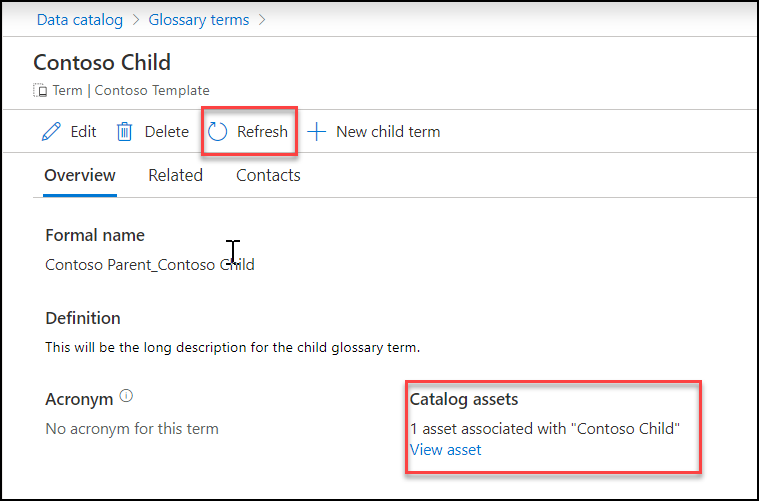 Data catalog > Glossary terms >
Contoso Child
Term | Contoso Template
Edit Delete Refresh New child term
Overview Related Contacts
Formal name
Contoso Parent_Contoso Child
Definition
This will be the long description for the child glossary term.
Acronym
No acronym for this term
Catalog assets
1 asset associated with "Contoso Child"
View asset